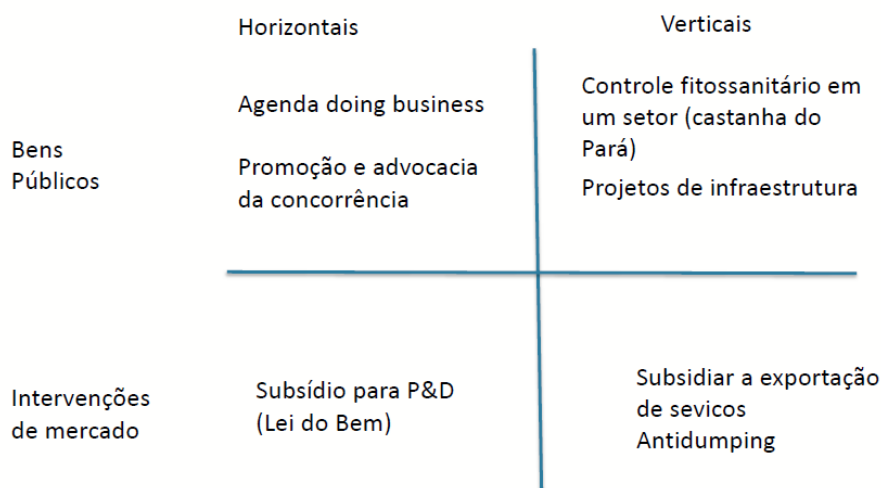 Horizontais
Verticais
Agenda doing business
Controle fitossanitário em
um setor (castanha do
Pará)
Bens
Públicos
Promoção e advocacia
da concorrência
Projetos de infraestrutura
Intervenções
de mercado
Subsídio para P&D
(Lei do Bem)
Subsidiar a exportação
de sevicos
Antidumping